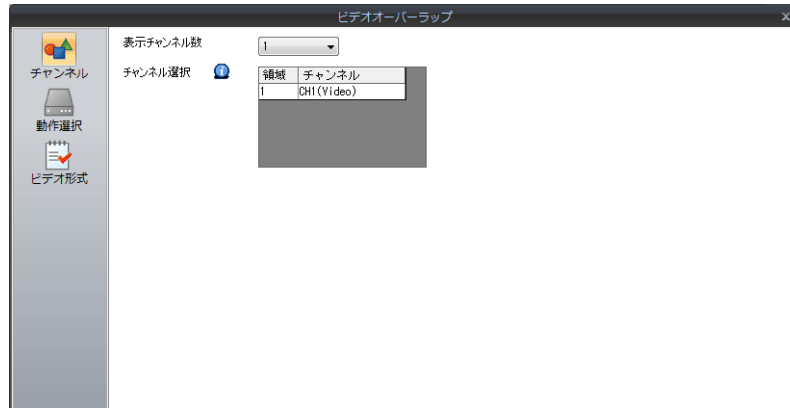 ビデオオーバーラップ
x
チャンネル
動作選択
ビデオ形式
表示チャンネル数 1
チャンネル選択
領域 チャンネル
1 CH1(Video)